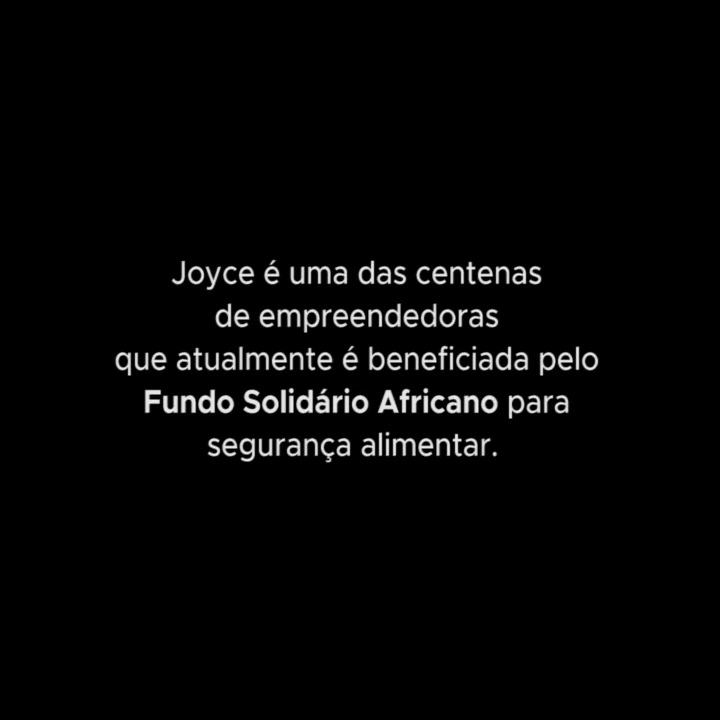 Joyce é uma das centenas
de empreendedoras
que atualmente é beneficiada pelo
Fundo Solidário Africano para
segurança alimentar.